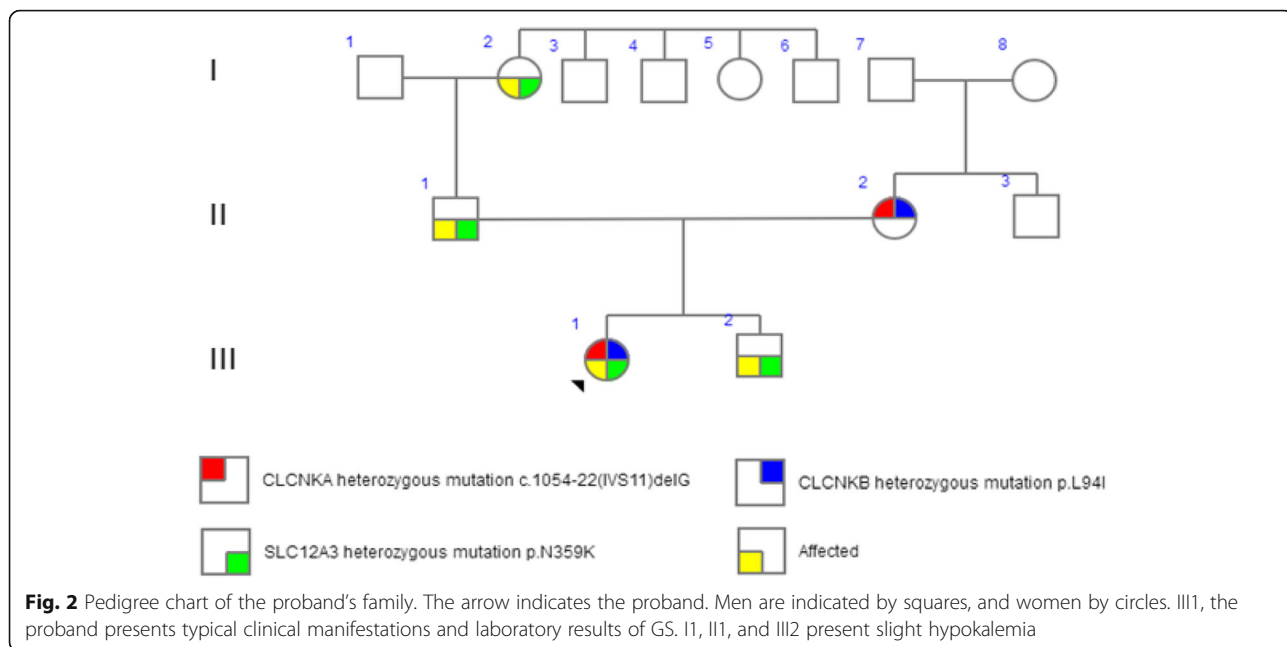 1 2 3 4 5 6 7 8
I
1 2 3
II
1 2
III
CLCNKA heterozygous mutation c.1054-22(IVS11)delG
CLCNKB heterozygous mutation p.L94I
SLC12A3 heterozygous mutation p.N359K
Affected
Fig. 2 Pedigree chart of the proband's family. The arrow indicates the proband. Men are indicated by squares, and women by circles. III1, the
proband presents typical clinical manifestations and laboratory results of GS. I1, II1, and III2 present slight hypokalemia